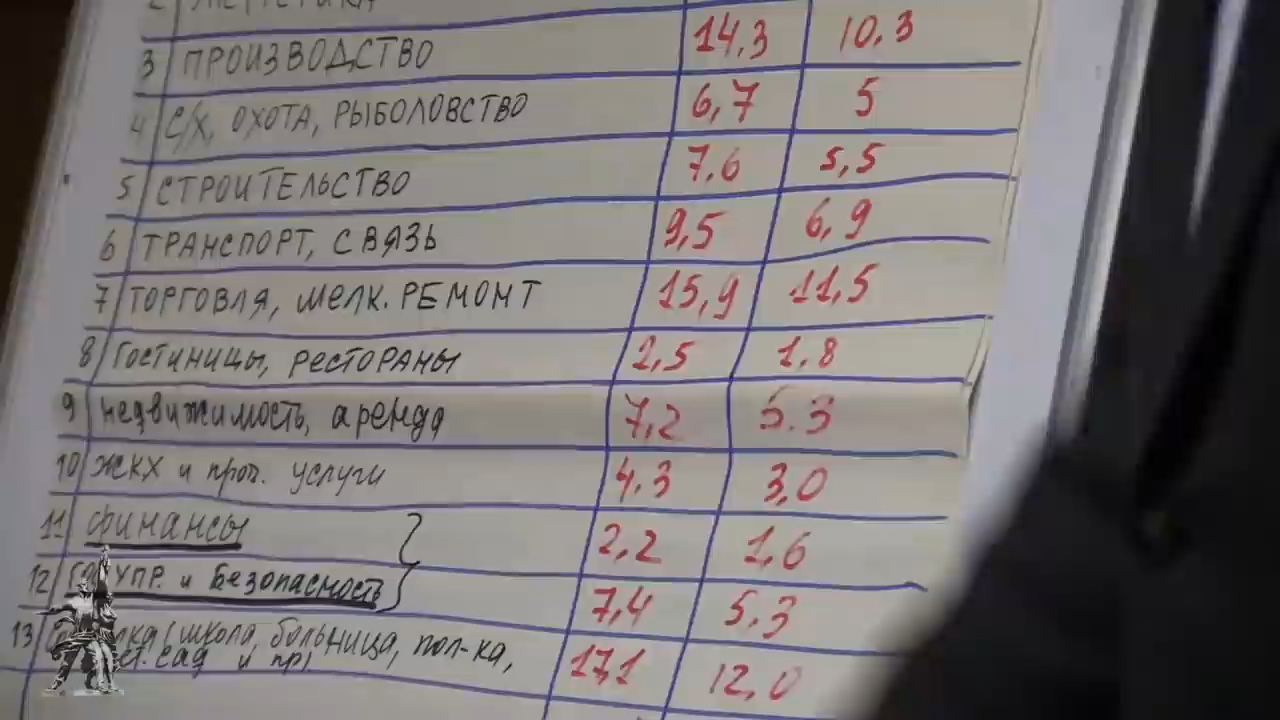 2
3 ПРОИЗВОДСТВО 14,3 10,3
4 С/Х, ОХОТА, РЫБОЛОВСТВО 6,7 5
5 СТРОИТЕЛЬСТВО 7,6 5,5
6 ТРАНСПОРТ, СВЯЗЬ 9,5 6,9
7 ТОРГОВЛЯ, МЕЛК. РЕМОНТ 15,9 11,5
8 ГОСТИНИЦЫ, РЕСТОРАНЫ 2,5 1,8
9 недвижимость, аренда 7,2 5.3
10 ЖКХ и проч. услуги 4,3 3,0
11 финансы 2,2 1,6
12 УПР. и Безопасность 7,4 5,3
13 (школа, больница, пол-ка, 17,1 12,0
сад и пр)